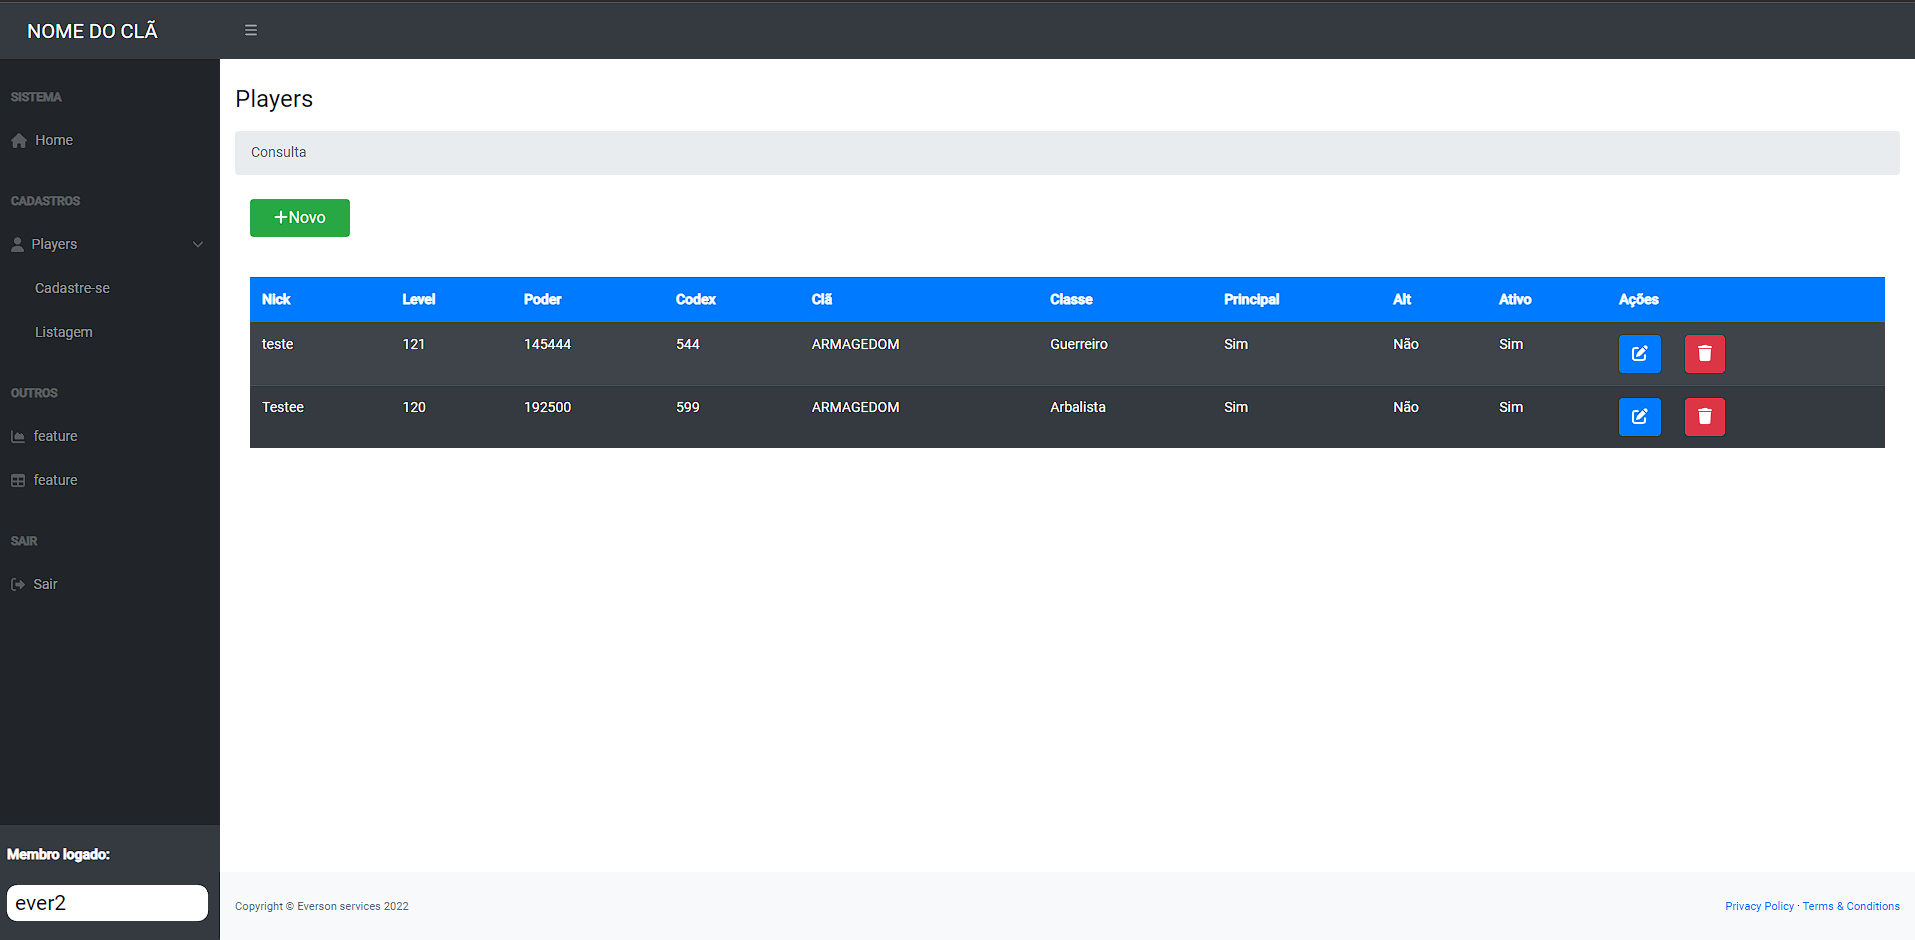 NOME DO CLÃ
SISTEMA
Home
CADASTROS
Players
Cadastre-se
Listagem
OUTROS
feature
feature
SAIR
Sair
Membro logado:
ever2
Players
Consulta
+Novo
Nick Level Poder Codex Clã Classe Principal Alt Ativo Ações
teste 121 145444 544 ARMAGEDOM Guerreiro Sim Não Sim
Testee 120 192500 599 ARMAGEDOM Arbalista Sim Não Sim
Copyright © Everson services 2022
Privacy Policy · Terms & Conditions